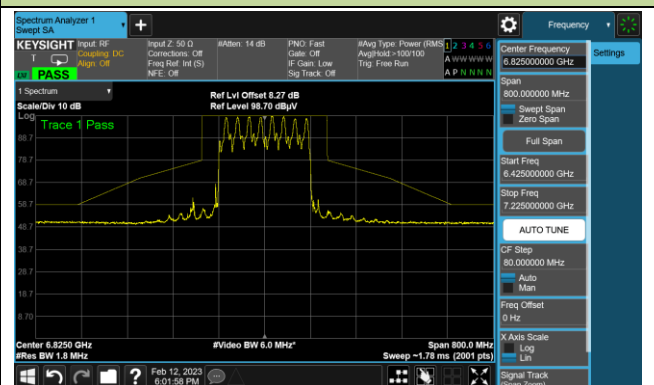 Spectrum Analyzer 1
Swept SA
Frequency
KEYSIGHT
Input: RF
Coupling: DC
Align: Off
Input Z: 50 Ω
Corrections: Off
Freq Ref: Int (S)
NFE: Off
#Atten: 14 dB
PNO: Fast
Gate: Off
IF Gain: Low
Sig Track: Off
#Avg Type: Power (RMS
Avg|Hold:>100/100
Trig: Free Run
1 2 3 4 5 6
A W W W W W
A P N N N N
T
LXI PASS
1 Spectrum
Scale/Div 10 dB
Ref Lvl Offset 8.27 dB
Ref Level 98.70 dBµV
Log
Trace 1 Pass
88.7
78.7
68.7
58.7
48.7
38.7
28.7
18.7
8.70
Center 6.8250 GHz
#Res BW 1.8 MHz
#Video BW 6.0 MHz*
Span 800.0 MHz
Sweep ~1.78 ms (2001 pts)
Feb 12, 2023
6:01:58 PM
Center Frequency
6.825000000 GHz
Settings
Span
800.000000 MHz
Swept Span
Zero Span
Full Span
Start Freq
6.425000000 GHz
Stop Freq
7.225000000 GHz
AUTO TUNE
CF Step
80.000000 MHz
Auto
Man
Freq Offset
0 Hz
X Axis Scale
Log
Lin
Signal Track
(Span Zoom)